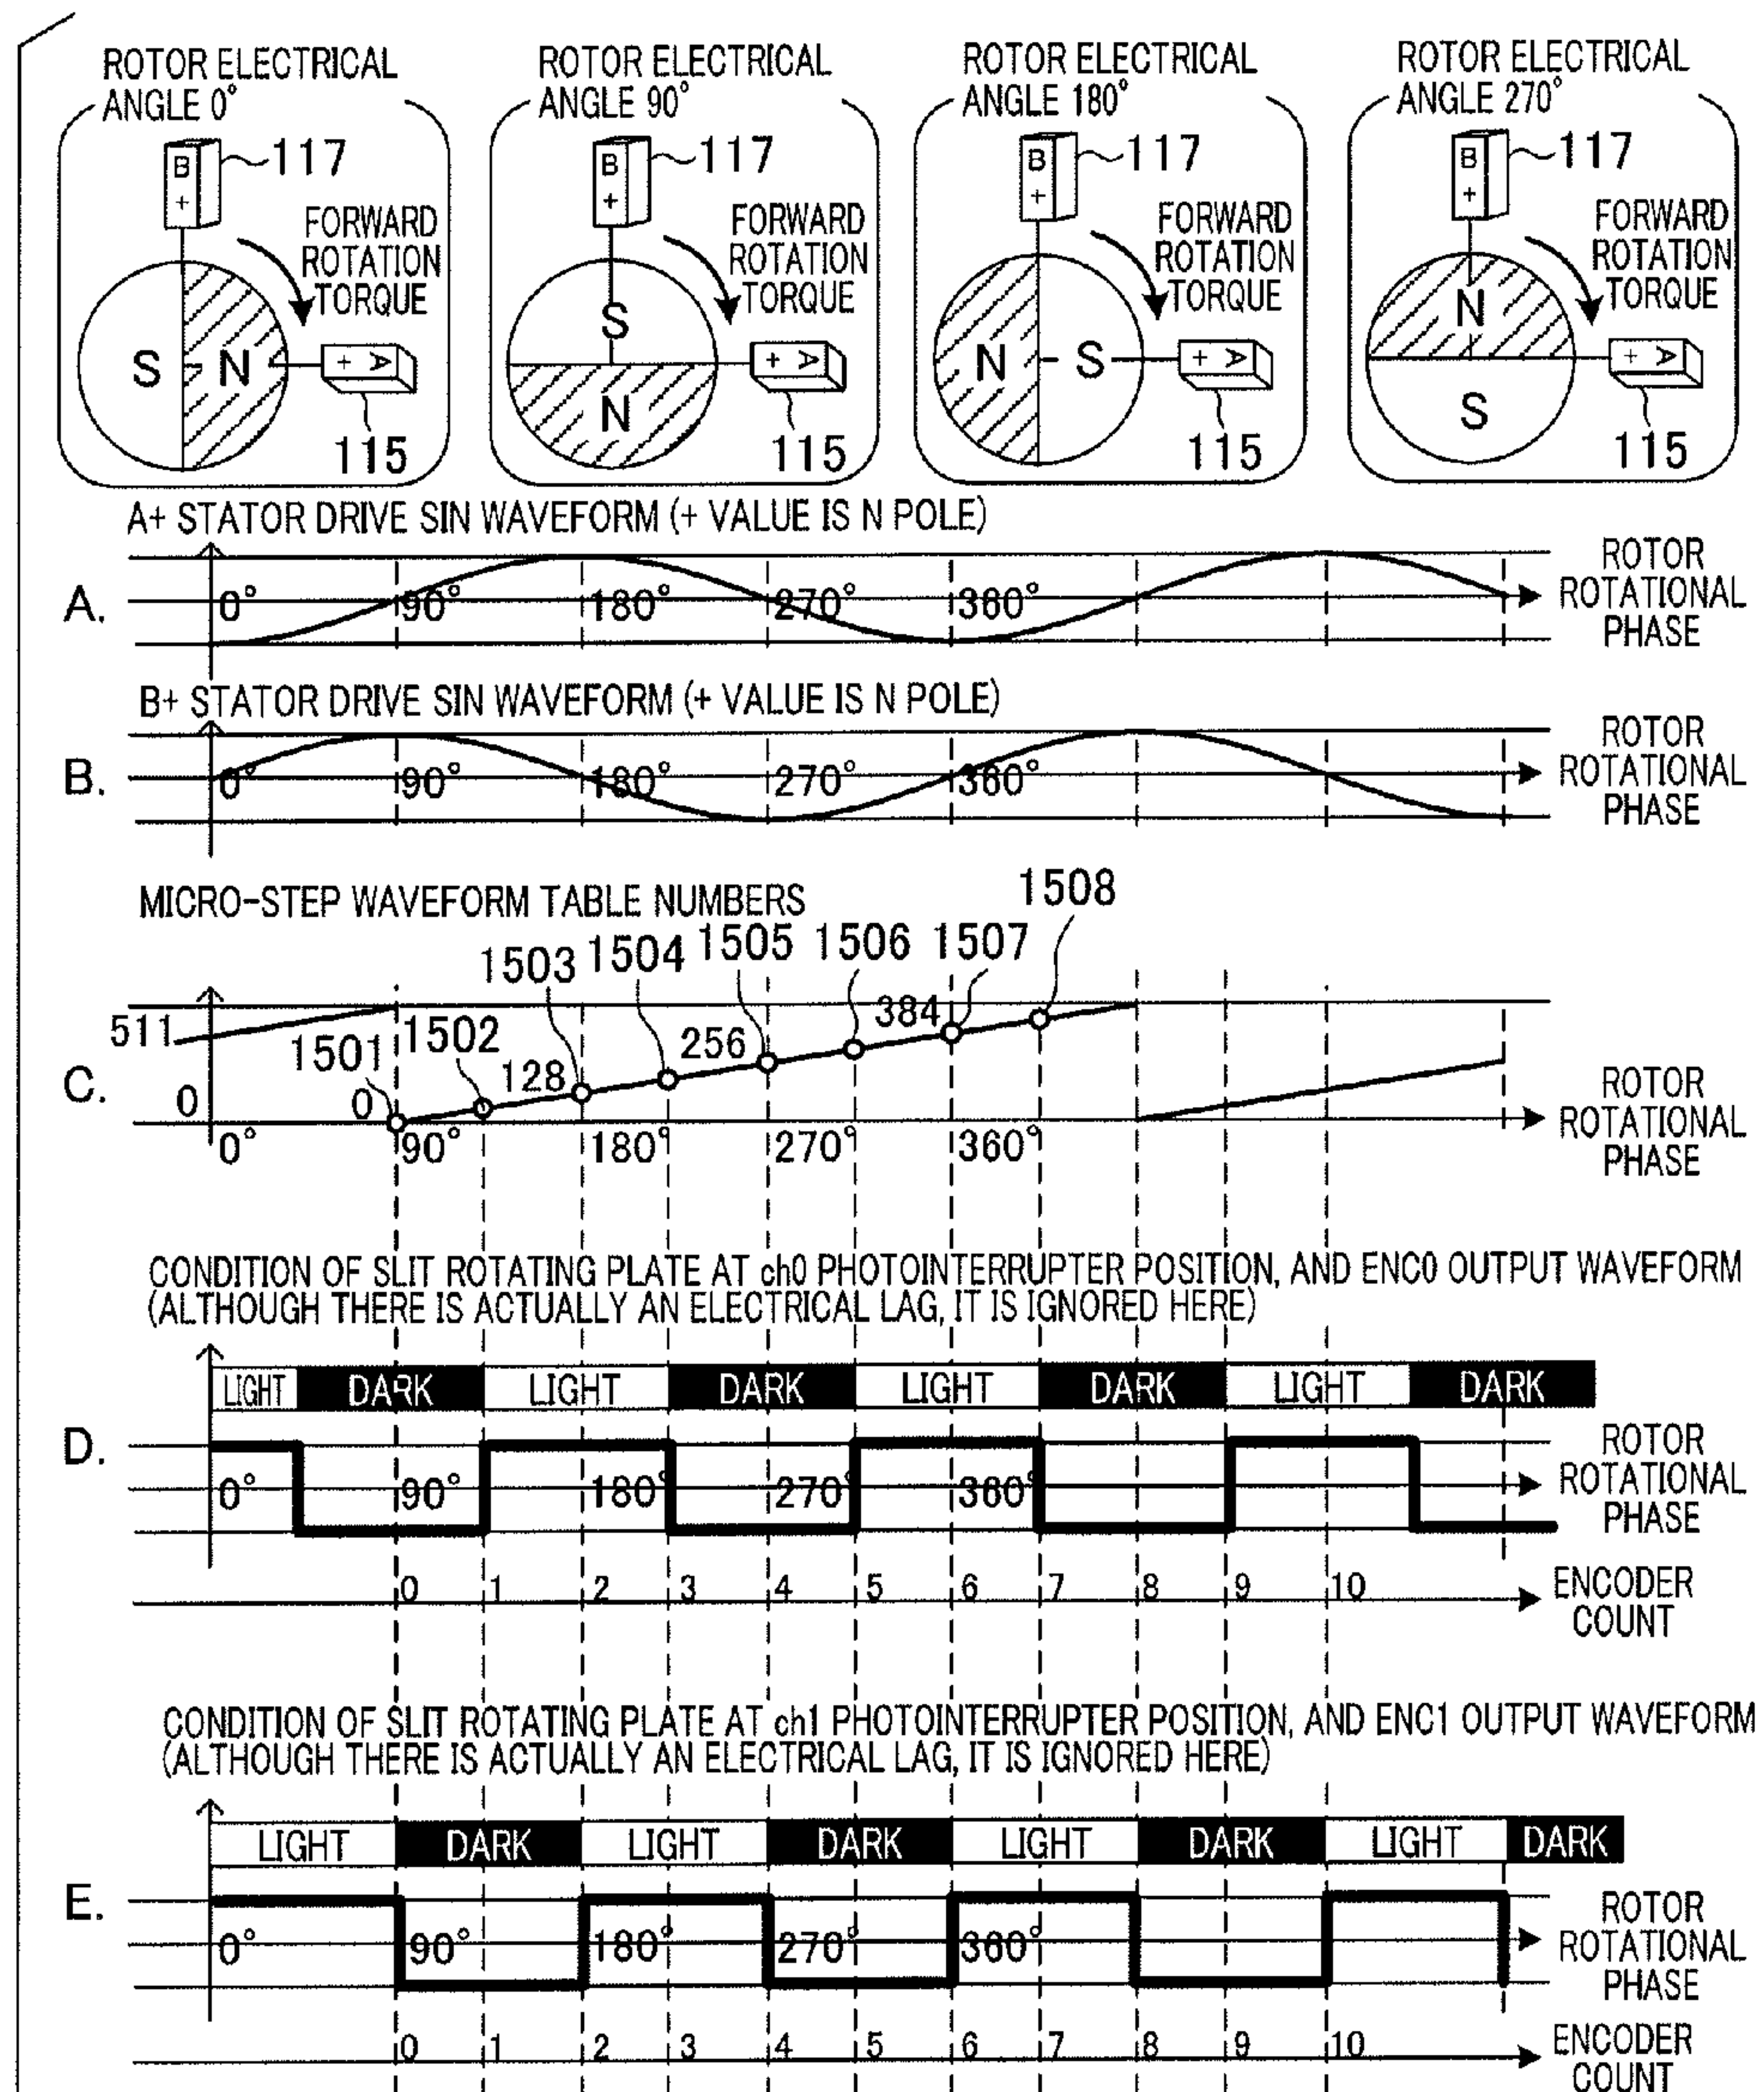 ROTOR ELECTRICAL
ANGLE 0°
B
+
117
FORWARD
ROTATION
TORQUE
S
N
+ A
115
ROTOR ELECTRICAL
ANGLE 90°
B
+
117
FORWARD
ROTATION
TORQUE
S
N
+ A
115
ROTOR ELECTRICAL
ANGLE 180°
B
+
117
FORWARD
ROTATION
TORQUE
N
S
+ A
115
ROTOR ELECTRICAL
ANGLE 270°
B
+
117
FORWARD
ROTATION
TORQUE
N
S
+ A
115
A+ STATOR DRIVE SIN WAVEFORM (+ VALUE IS N POLE)
A.
0° 90° 180° 270° 360°
ROTOR
ROTATIONAL
PHASE
B+ STATOR DRIVE SIN WAVEFORM (+ VALUE IS N POLE)
B.
0° 90° 180° 270° 360°
ROTOR
ROTATIONAL
PHASE
MICRO-STEP WAVEFORM TABLE NUMBERS
1501 1502 1503 1504 1505 1506 1507 1508
C.
511
0
0 128 256 384
0° 90° 180° 270° 360°
ROTOR
ROTATIONAL
PHASE
CONDITION OF SLIT ROTATING PLATE AT ch0 PHOTOINTERRUPTER POSITION, AND ENC0 OUTPUT WAVEFORM
(ALTHOUGH THERE IS ACTUALLY AN ELECTRICAL LAG, IT IS IGNORED HERE)
LIGHT DARK LIGHT DARK LIGHT DARK LIGHT DARK
D.
0° 90° 180° 270° 360°
ROTOR
ROTATIONAL
PHASE
0 1 2 3 4 5 6 7 8 9 10
ENCODER
COUNT
CONDITION OF SLIT ROTATING PLATE AT ch1 PHOTOINTERRUPTER POSITION, AND ENC1 OUTPUT WAVEFORM
(ALTHOUGH THERE IS ACTUALLY AN ELECTRICAL LAG, IT IS IGNORED HERE)
LIGHT DARK LIGHT DARK LIGHT DARK LIGHT DARK
E.
0° 90° 180° 270° 360°
ROTOR
ROTATIONAL
PHASE
0 1 2 3 4 5 6 7 8 9 10
ENCODER
COUNT